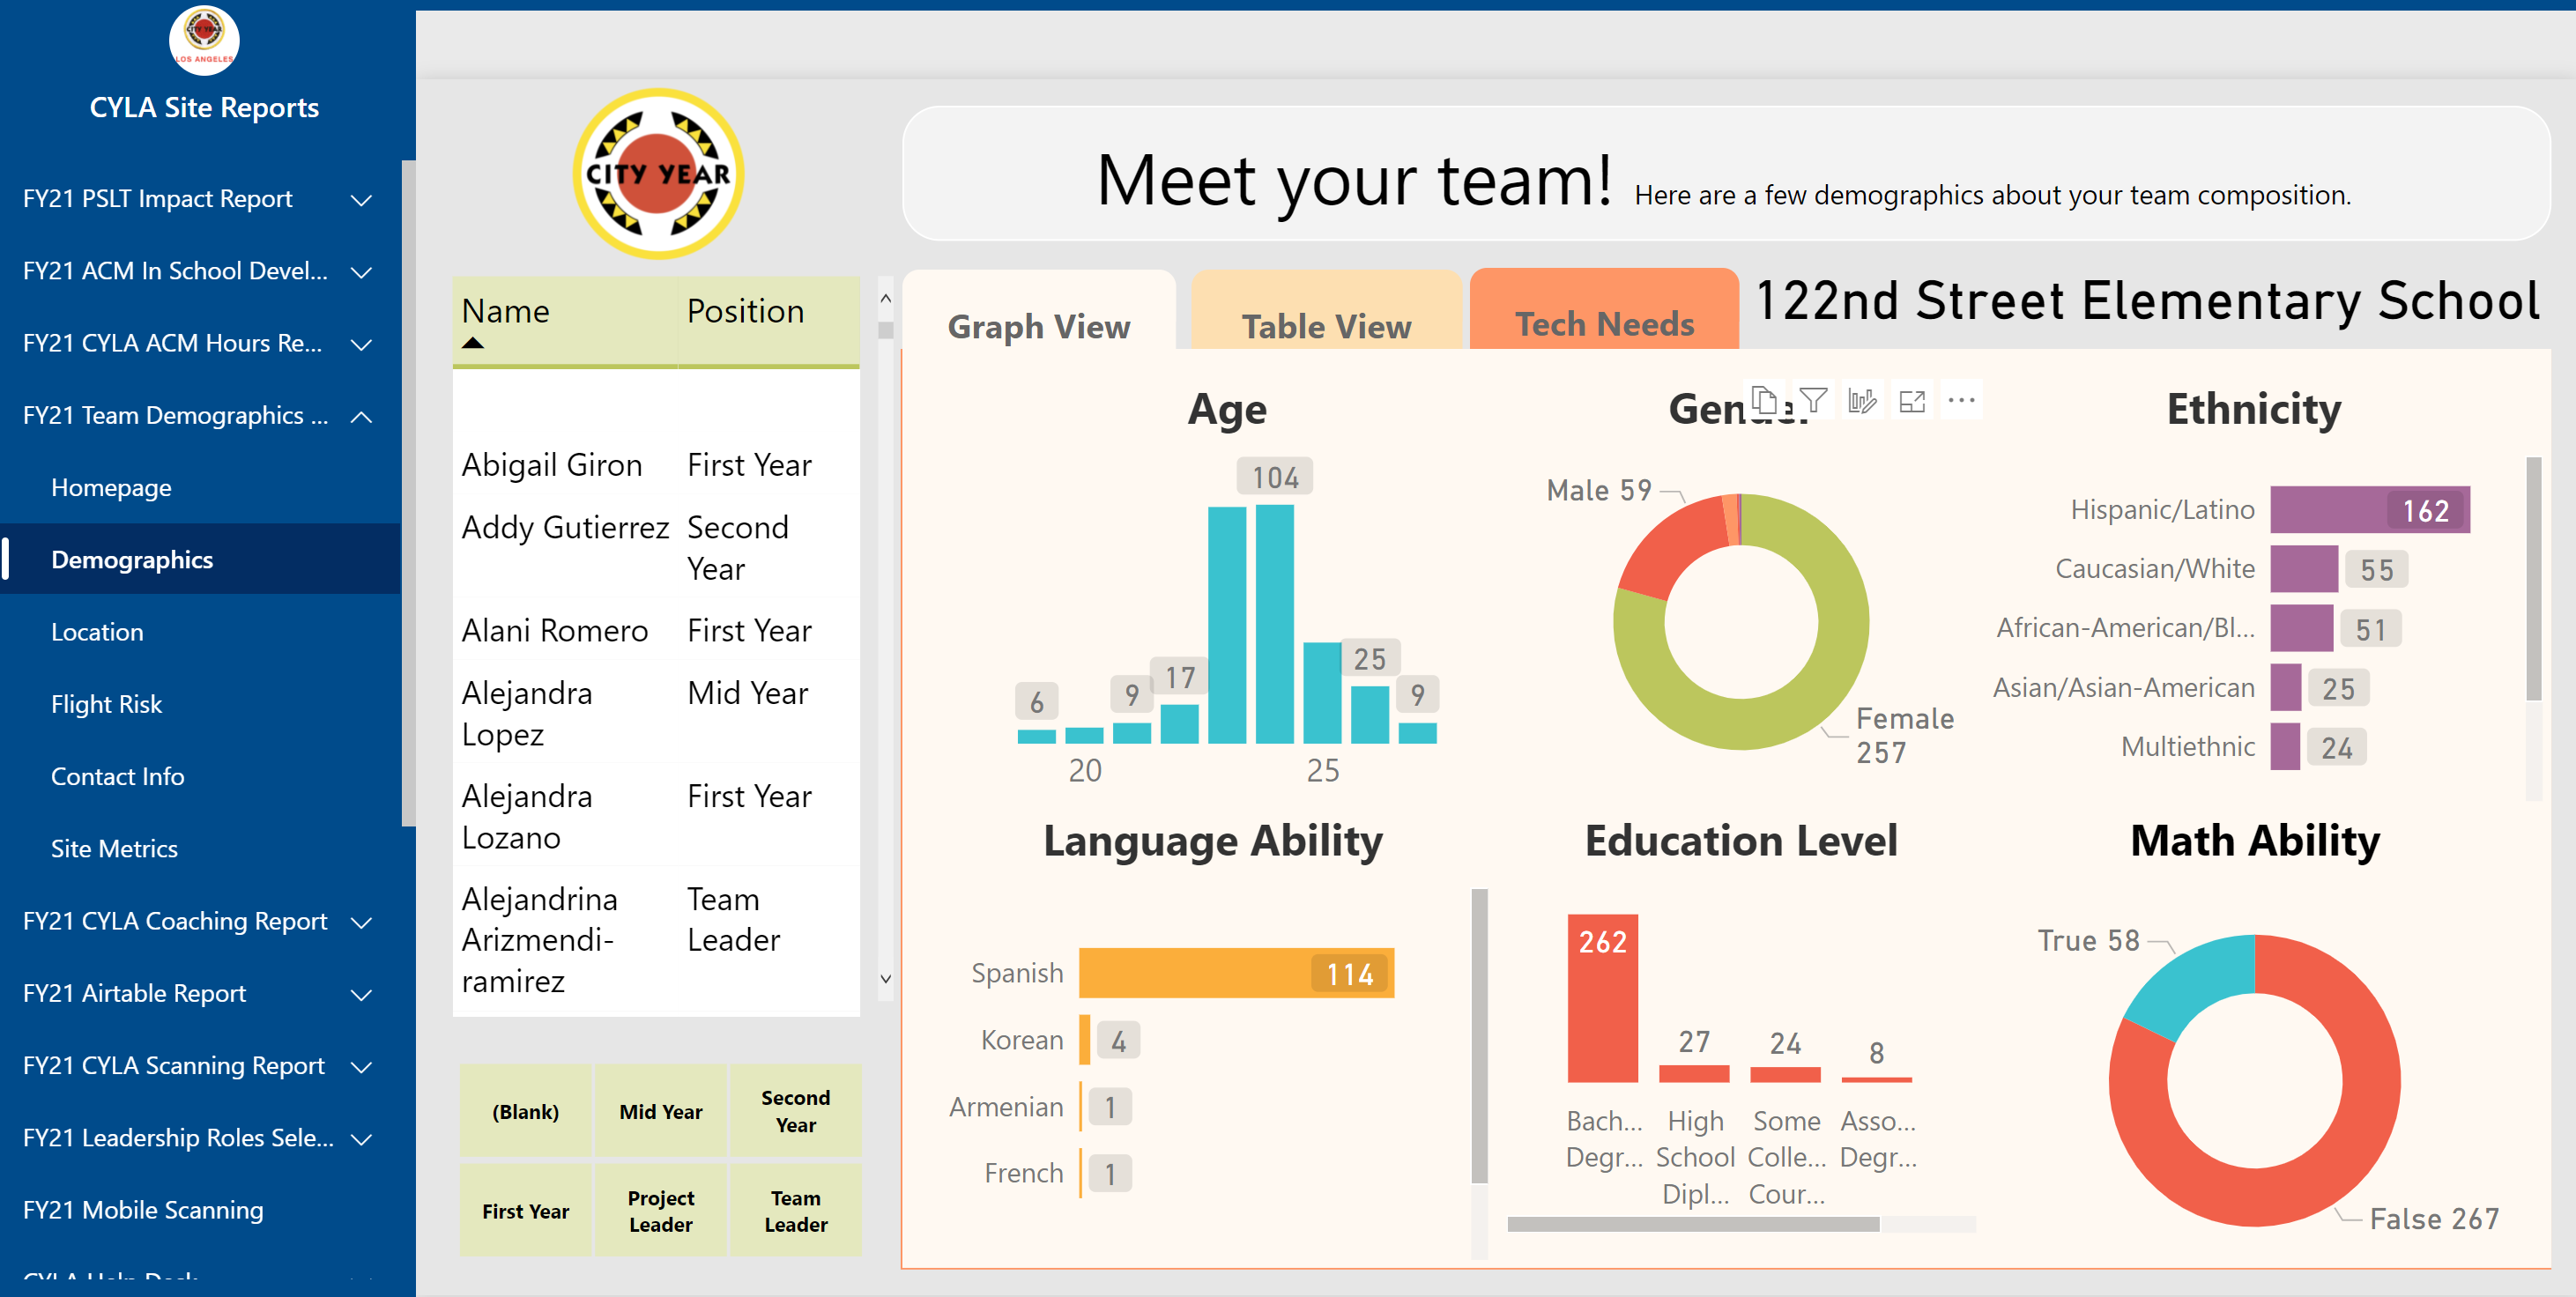 CITY YEAR
LOS ANGELES
CYLA Site Reports
FY21 PSLT Impact Report
FY21 ACM In School Devel...
FY21 CYLA ACM Hours Re...
FY21 Team Demographics ...
Homepage
Demographics
Location
Flight Risk
Contact Info
Site Metrics
FY21 CYLA Coaching Report
FY21 Airtable Report
FY21 CYLA Scanning Report
FY21 Leadership Roles Sele...
FY21 Mobile Scanning
CYLA Help Desk
CITY YEAR
Meet your team! Here are a few demographics about your team composition.
Name Position
Abigail Giron First Year
Addy Gutierrez Second
Year
Alani Romero First Year
Alejandra Mid Year
Lopez
Alejandra First Year
Lozano
Alejandrina Team
Arizmendi- Leader
ramirez
(Blank) Mid Year Second
Year
First Year Project Team
Leader Leader
Graph View Table View Tech Needs 122nd Street Elementary School
Age
104
6 9 17 25 9
20 25
Gender
Male 59
Female
257
Ethnicity
Hispanic/Latino 162
Caucasian/White 55
African-American/Bl... 51
Asian/Asian-American 25
Multiethnic 24
Language Ability
Spanish 114
Korean 4
Armenian 1
French 1
Education Level
262 27 24 8
Bach... High Some Asso...
Degr... School Colle... Degr...
Dipl... Cour...
Math Ability
True 58
False 267